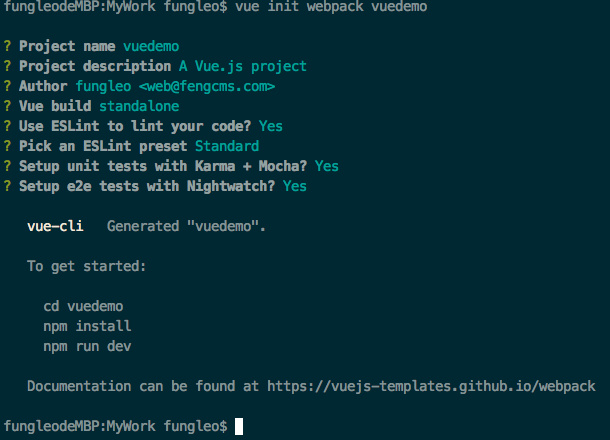 fungleodeMBP:MyWork fungleo$ vue init webpack vuedemo
? Project name vuedemo
? Project description A Vue.js project
? Author fungleo <web@fengcms.com>
? Vue build standalone
? Use ESLint to lint your code? Yes
? Pick an ESLint preset Standard
? Setup unit tests with Karma + Mocha? Yes
? Setup e2e tests with Nightwatch? Yes
vue-cli Generated "vuedemo".
To get started:
cd vuedemo
npm install
npm run dev
Documentation can be found at https://vuejs-templates.github.io/webpack
fungleodeMBP:MyWork fungleo$